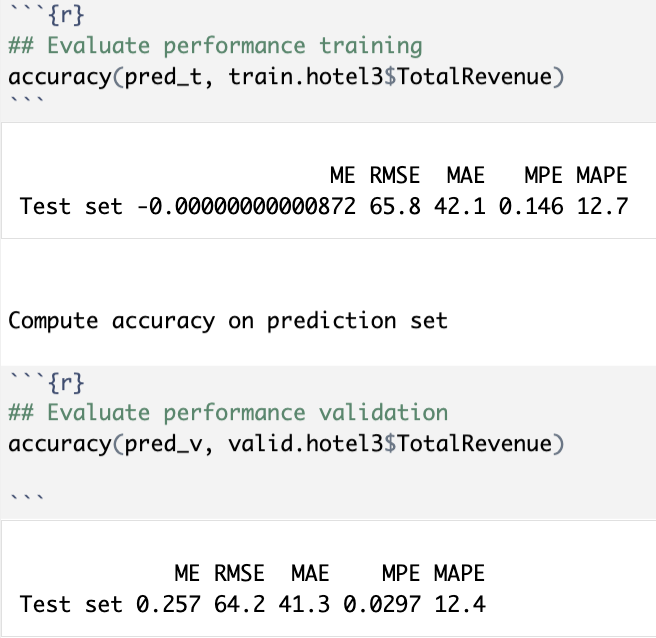 ```{r}
## Evaluate performance training
accuracy(pred_t, train.hotel3$TotalRevenue)
```
ME RMSE MAE MPE MAPE
Test set -0.00000000000872 65.8 42.1 0.146 12.7
Compute accuracy on prediction set
```{r}
## Evaluate performance validation
accuracy(pred_v, valid.hotel3$TotalRevenue)
```
ME RMSE MAE MPE MAPE
Test set 0.257 64.2 41.3 0.0297 12.4